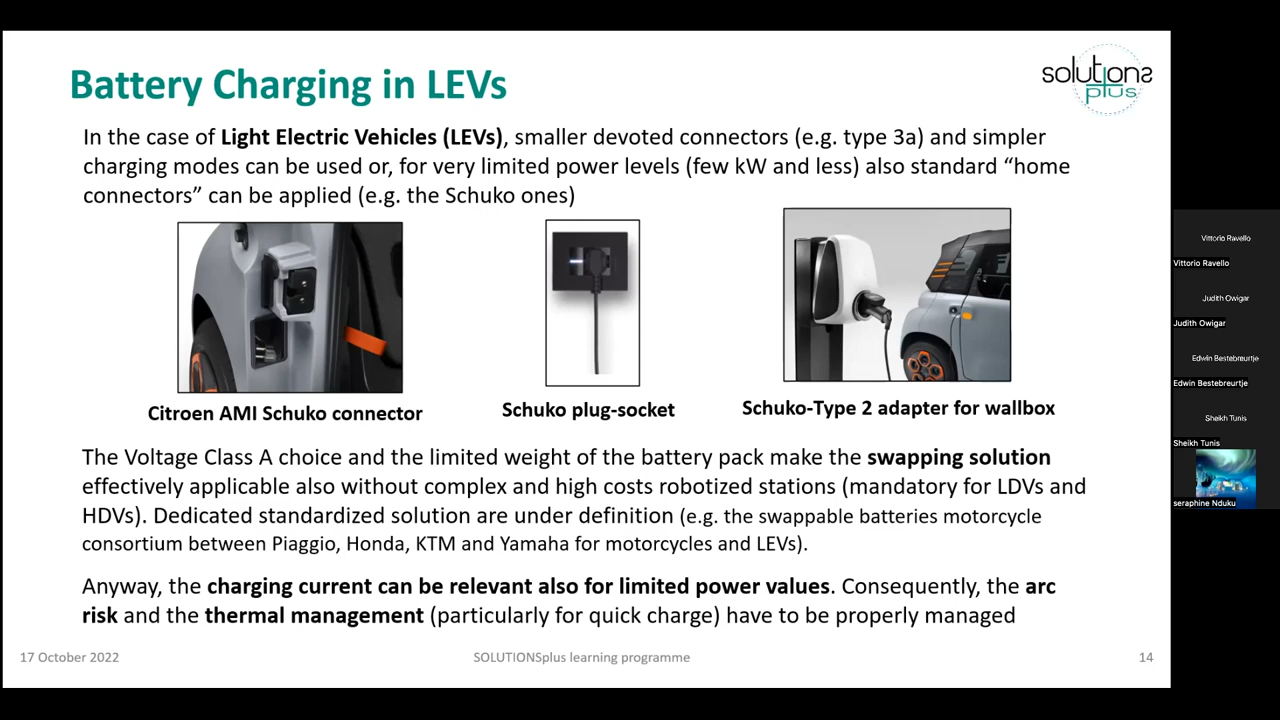 Battery Charging in LEVs
solutions
plus
In the case of Light Electric Vehicles (LEVs), smaller devoted connectors (e.g. type 3a) and simpler
charging modes can be used or, for very limited power levels (few kW and less) also standard “home
connectors” can be applied (e.g. the Schuko ones)
Citroen AMI Schuko connector
Schuko plug-socket
Schuko-Type 2 adapter for wallbox
The Voltage Class A choice and the limited weight of the battery pack make the swapping solution
effectively applicable also without complex and high costs robotized stations (mandatory for LDVs and
HDVs). Dedicated standardized solution are under definition (e.g. the swappable batteries motorcycle
consortium between Piaggio, Honda, KTM and Yamaha for motorcycles and LEVs).
Anyway, the charging current can be relevant also for limited power values. Consequently, the arc
risk and the thermal management (particularly for quick charge) have to be properly managed
17 October 2022
SOLUTIONSplus learning programme
14
Vittorio Ravello
Vittorio Ravello
Judith Owigar
Judith Owigar
Edwin Bestebreurtje
Edwin Bestebreurtje
Sheikh Tunis
Sheikh Tunis
seraphine Nduku